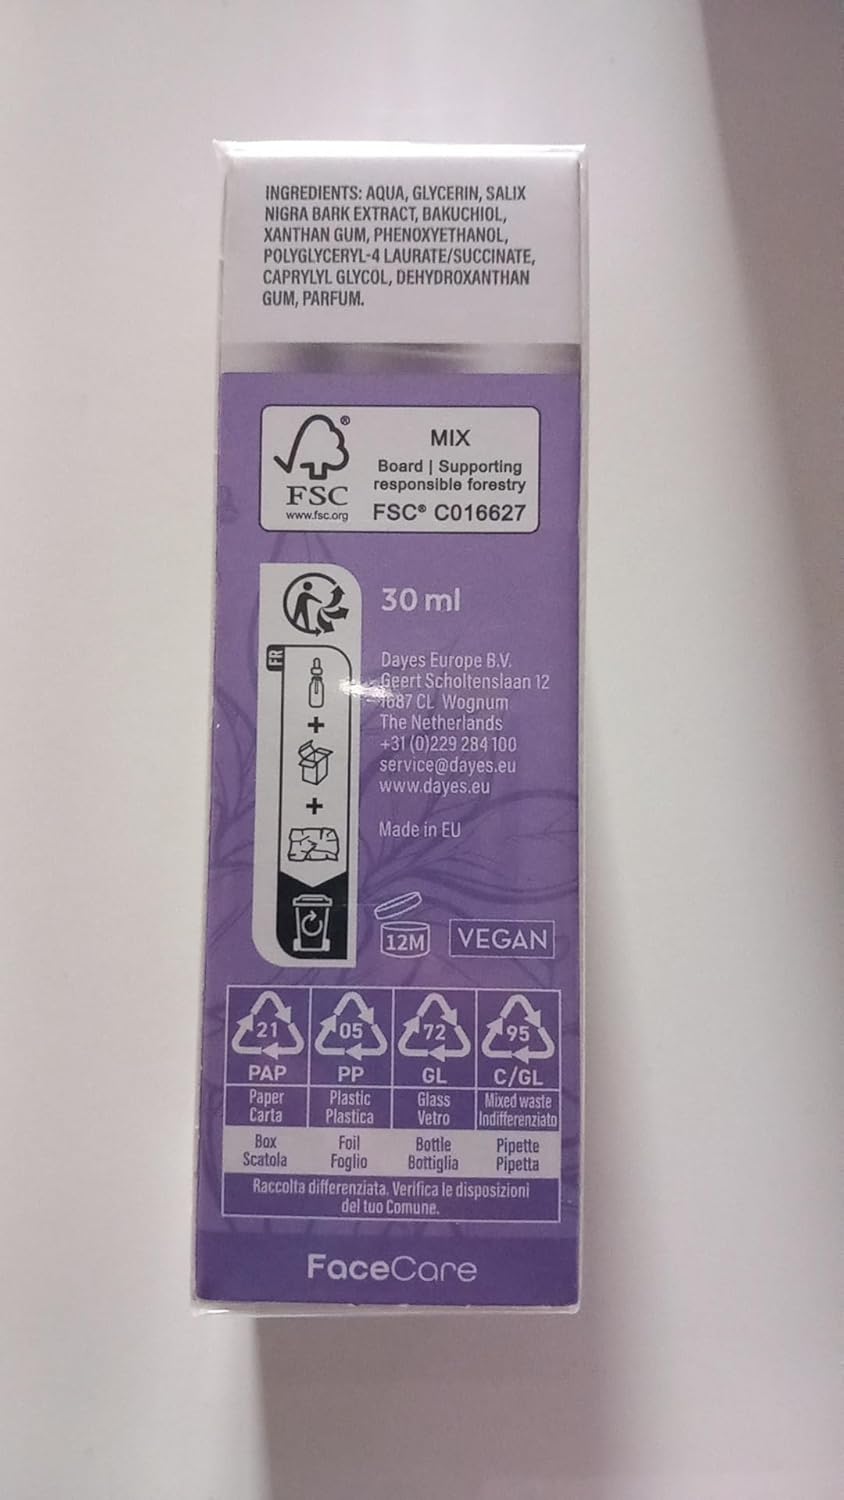 INGREDIENTS: AQUA, GLYCERIN, SALIX
NIGRA BARK EXTRACT, BAKUCHIOL,
XANTHAN GUM, PHENOXYETHANOL,
POLYGLYCERYL-4 LAURATE/SUCCINATE,
CAPRYLYL GLYCOL, DEHYDROXANTHAN
GUM, PARFUM.
FSC
www.fsc.org
®
MIX
Board | Supporting
responsible forestry
FSC® C016627
30 ml
FR
+
+
Dayes Europe B.V.
Geert Scholtenslaan 12
1687 CL Wognum
The Netherlands
+31 (0)229 284 100
service@dayes.eu
www.dayes.eu
Made in EU
12M
VEGAN
21 05 72 95
PAP PP GL C/GL
Paper Plastic Glass Mixed waste
Carta Plastica Vetro Indifferenziato
Box Foil Bottle Pipette
Scatola Foglio Bottiglia Pipetta
Raccolta differenziata. Verifica le disposizioni
del tuo Comune.
FaceCare